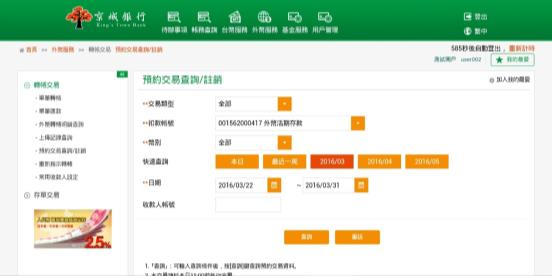 京城銀行
King's Town Bank
待辦事項 帳務查詢 台幣服務 外幣服務 基金服務 用戶管理
登出
繁中
首頁 >> 外幣服務 >> 轉帳交易 預約交易查詢/註銷
585秒後自動登出，重新計時
測試用戶 user002 我的最愛
轉帳交易
單筆轉帳
單筆匯款
外幣轉帳明細查詢
上傳記錄查詢
預約交易查詢/註銷
常用收款人設定
存單交易
2.5%
預約交易查詢/註銷
加入我的最愛
**交易類型 全部
**扣款帳號 001562000417 外幣活期存款
**幣別 全部
快速查詢 本日 最近一周 2016/03 2016/04 2016/05
**日期 2016/03/22 ~ 2016/03/31
收款人帳號
查詢 重設
1.「查詢」：可輸入查詢條件後，按[查詢]鍵查詢預約交易資料。